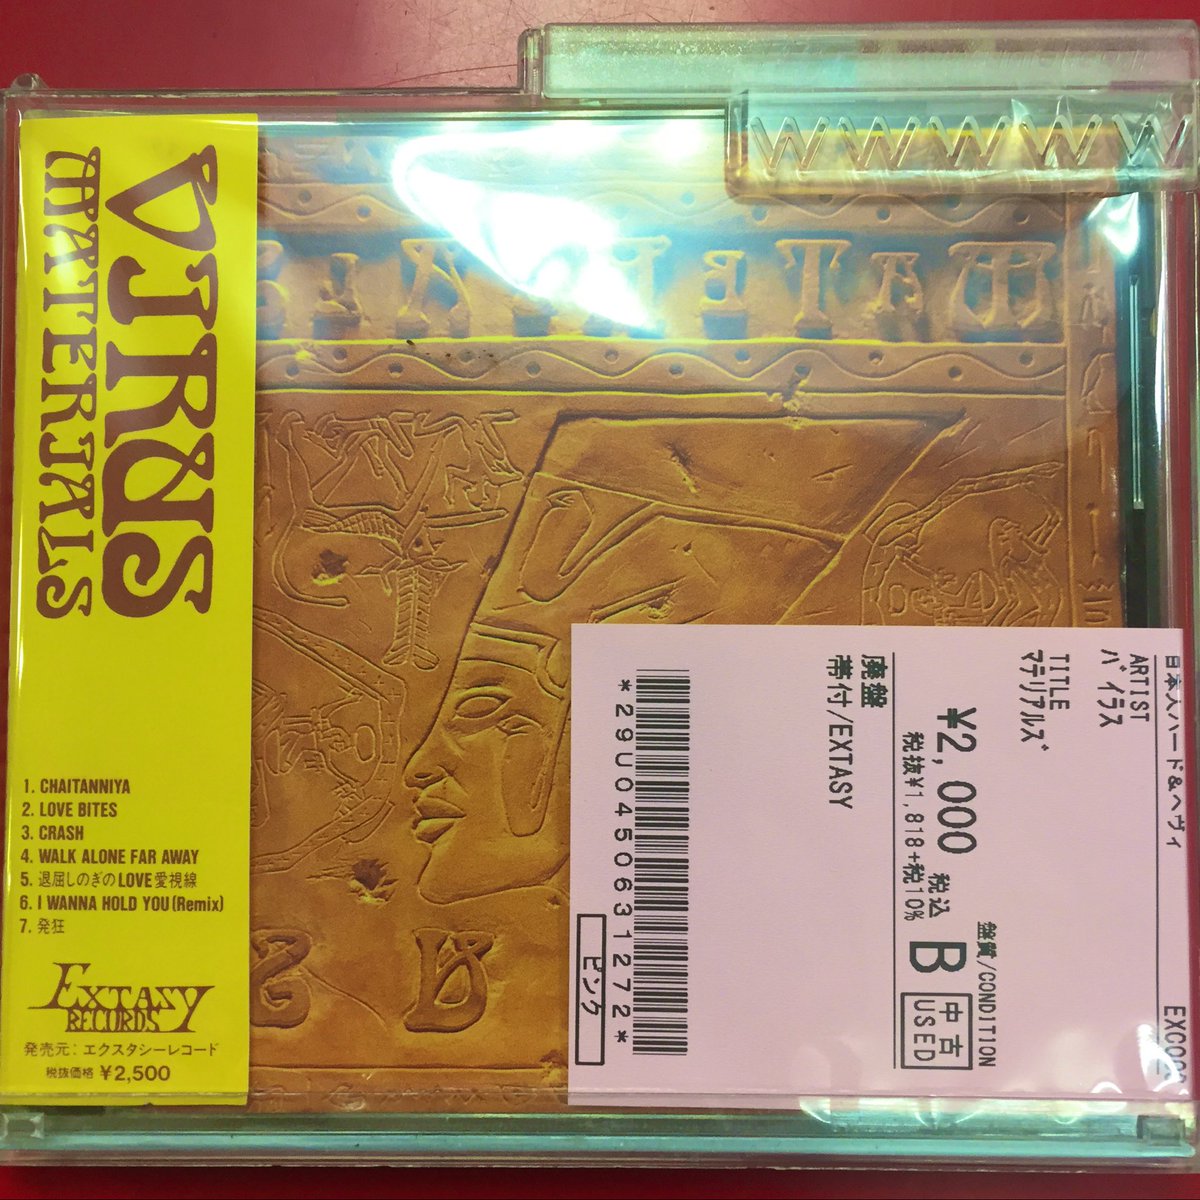 VIRUS
MATERIALS
1. CHAITANNIYA
2. LOVE BITES
3. CRASH
4. WALK ALONE FAR AWAY
5. 退屈しのぎのLOVE愛視線
6. I WANNA HOLD YOU(Remix)
7. 発狂
EXTASY
RECORDS
発売元: エクスタシーレコード
税抜価格 ¥2,500
日本人ハード&ヘヴィ
ARTIST
バイラス
TITLE
マテリアルズ
盤質/CONDITION
¥2,000 税込
税抜¥1,818+税10%
B
中古
USED
廃盤
帯付/EXTASY
*29U0450631272*
ピンク